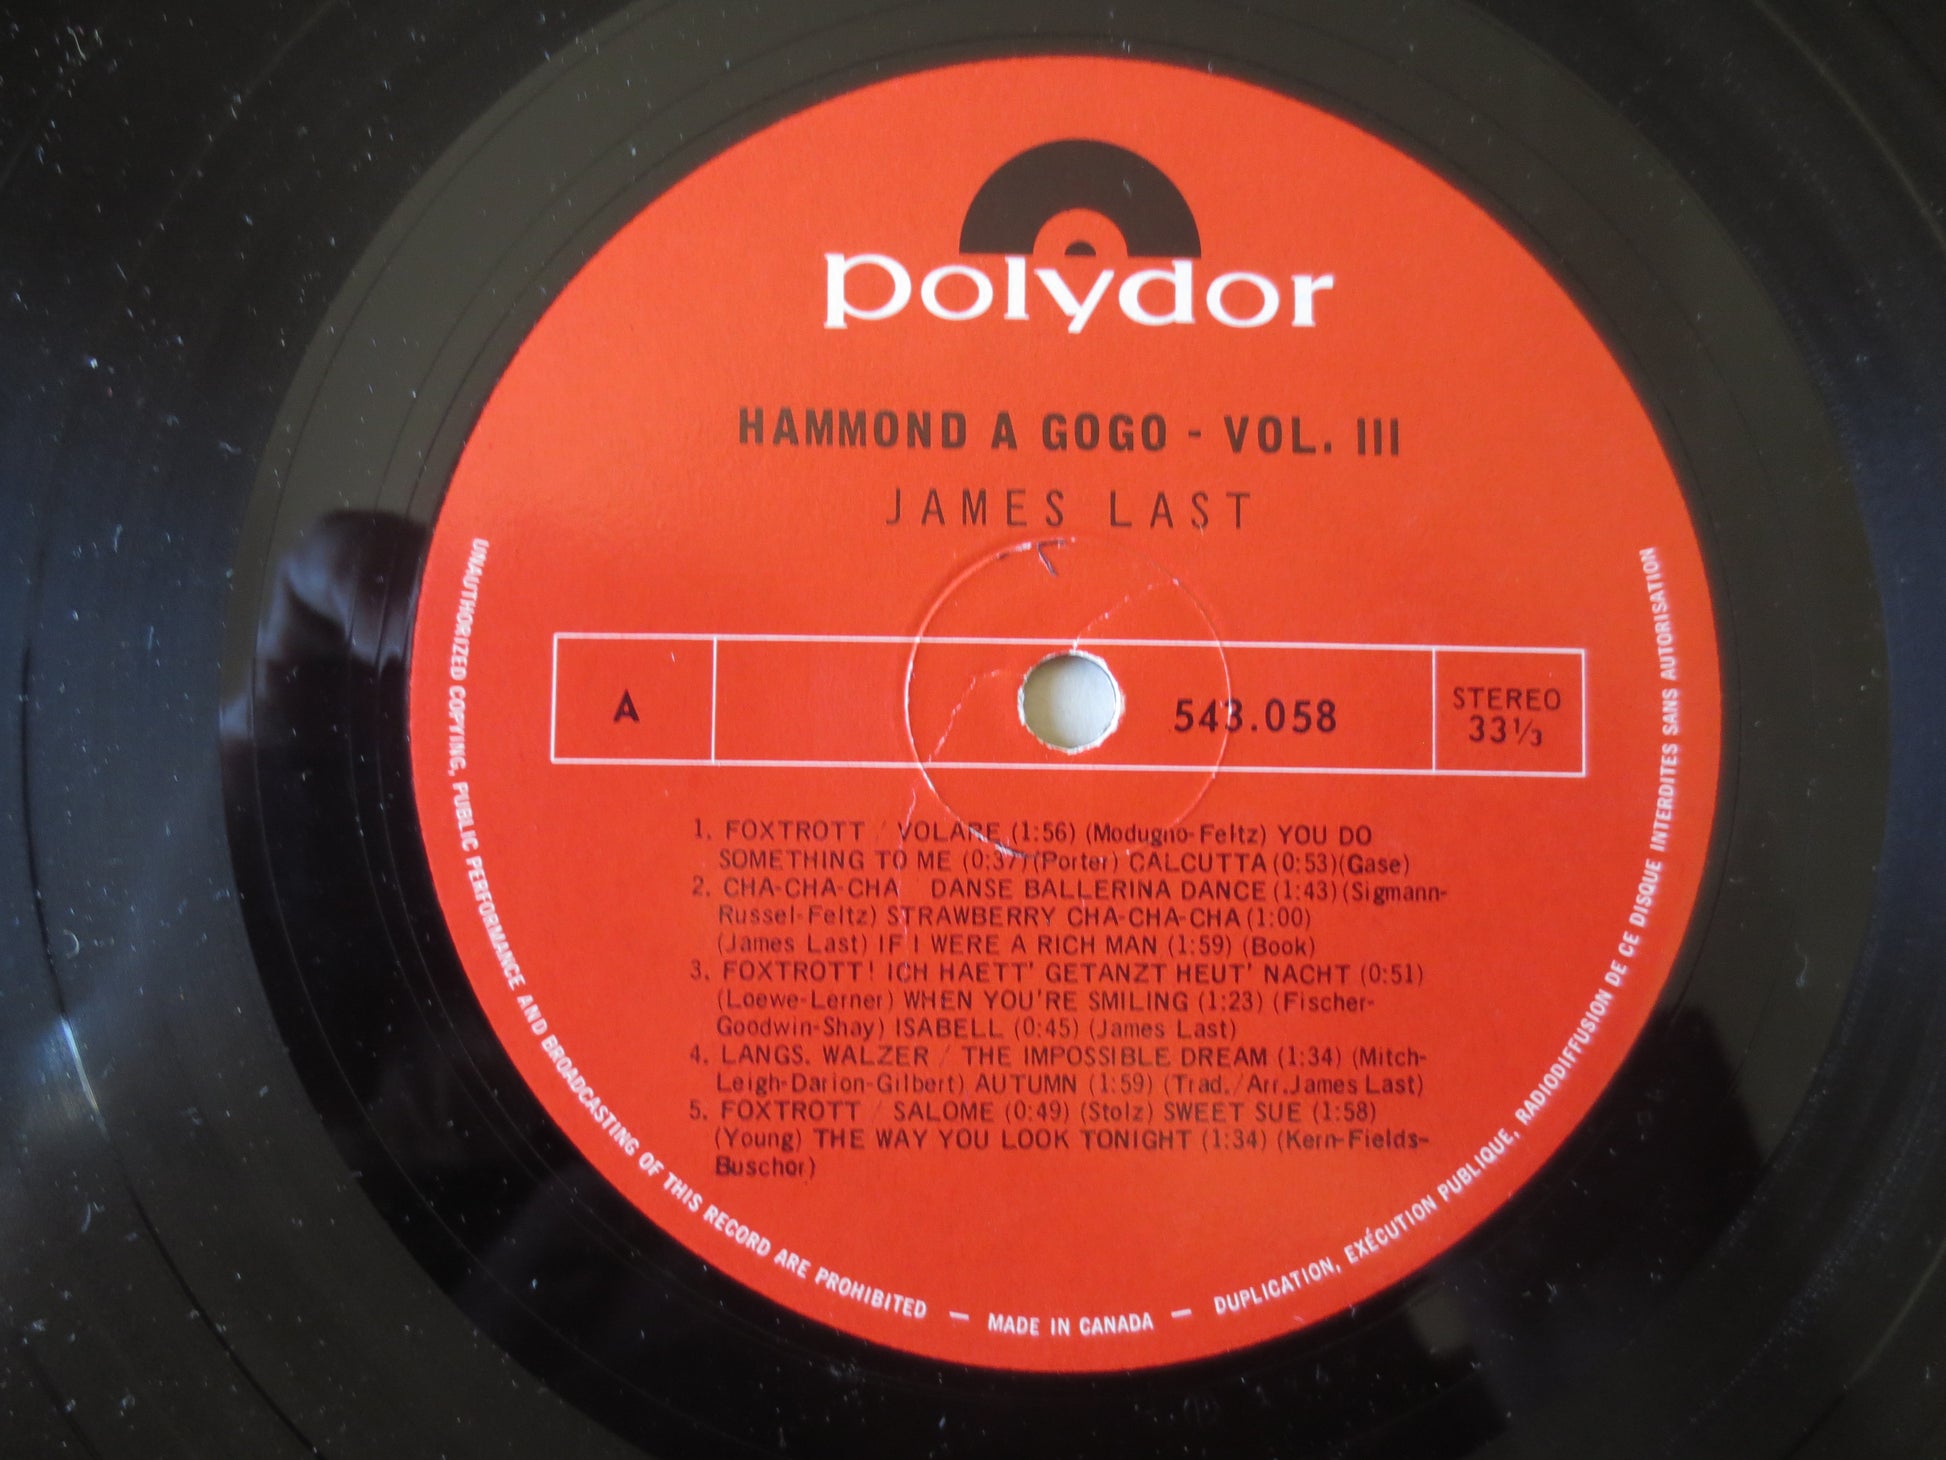 polydor
HAMMOND A GOGO - VOL. III
JAMES LAST
A
543.058
STEREO
33⅓
1. FOXTROTT / VOLARE (1:56) (Modugno-Feltz) YOU DO
SOMETHING TO ME (0:37) (Porter) CALCUTTA (0:53)(Gase)
2. CHA-CHA-CHA / DANSE BALLERINA DANCE (1:43)(Sigmann-
Russel-Feltz) STRAWBERRY CHA-CHA-CHA (1:00)
(James Last) IF I WERE A RICH MAN (1:59) (Book)
3. FOXTROTT! ICH HAETT' GETANZT HEUT' NACHT (0:51)
(Loewe-Lerner) WHEN YOU'RE SMILING (1:23) (Fischer-
Goodwin-Shay) ISABELL (0:45) (James Last)
4. LANGS. WALZER / THE IMPOSSIBLE DREAM (1:34) (Mitch-
Leigh-Darion-Gilbert) AUTUMN (1:59) (Trad./Arr.James Last)
5. FOXTROTT / SALOME (0:49) (Stolz) SWEET SUE (1:58)
(Young) THE WAY YOU LOOK TONIGHT (1:34) (Kern-Fields-
Buschor)
UNAUTHORIZED COPYING, PUBLIC PERFORMANCE AND BROADCASTING OF THIS RECORD ARE PROHIBITED — MADE IN CANADA — DUPLICATION, EXÉCUTION PUBLIQUE, RADIODIFFUSION DE CE DISQUE INTERDITES SANS AUTORISATION